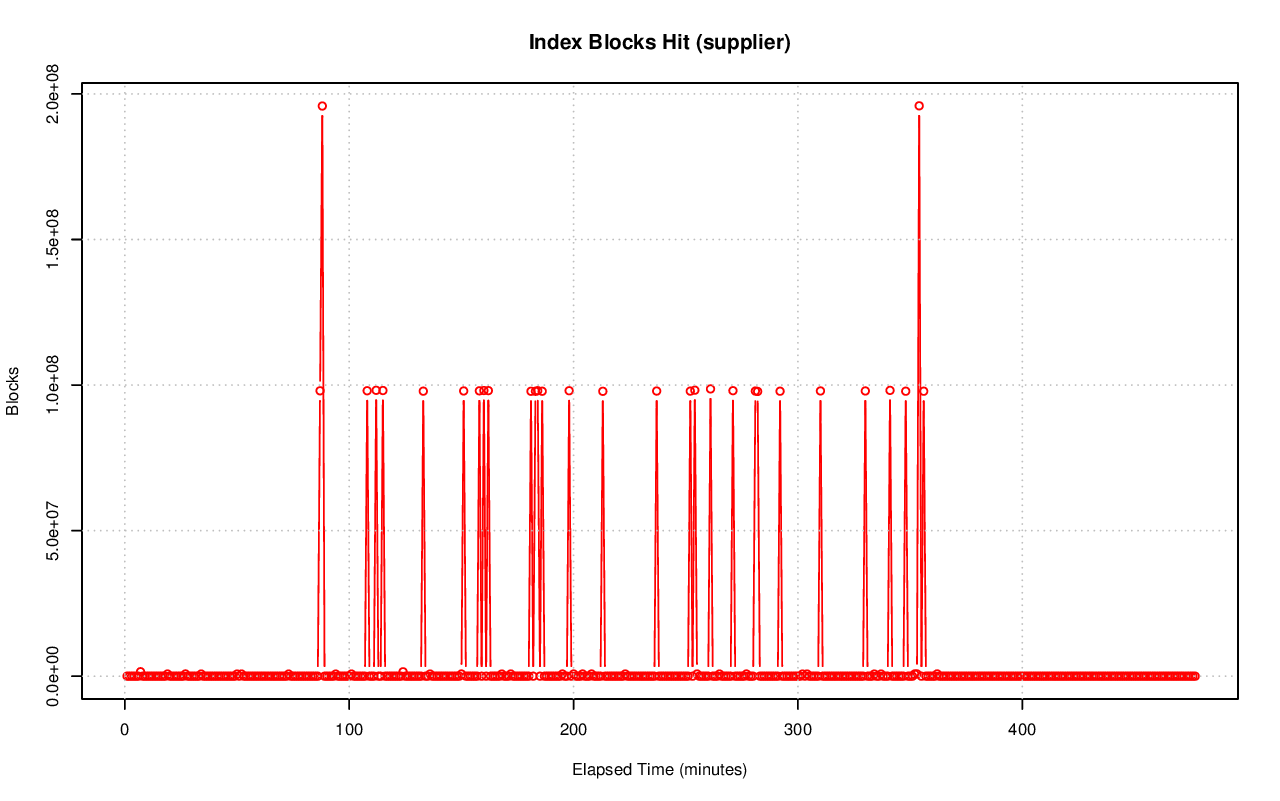 Index Blocks Hit (supplier)
2.0e+08
1.5e+08
1.0e+08
5.0e+07
0.0e+00
Blocks
0 100 200 300 400
Elapsed Time (minutes)